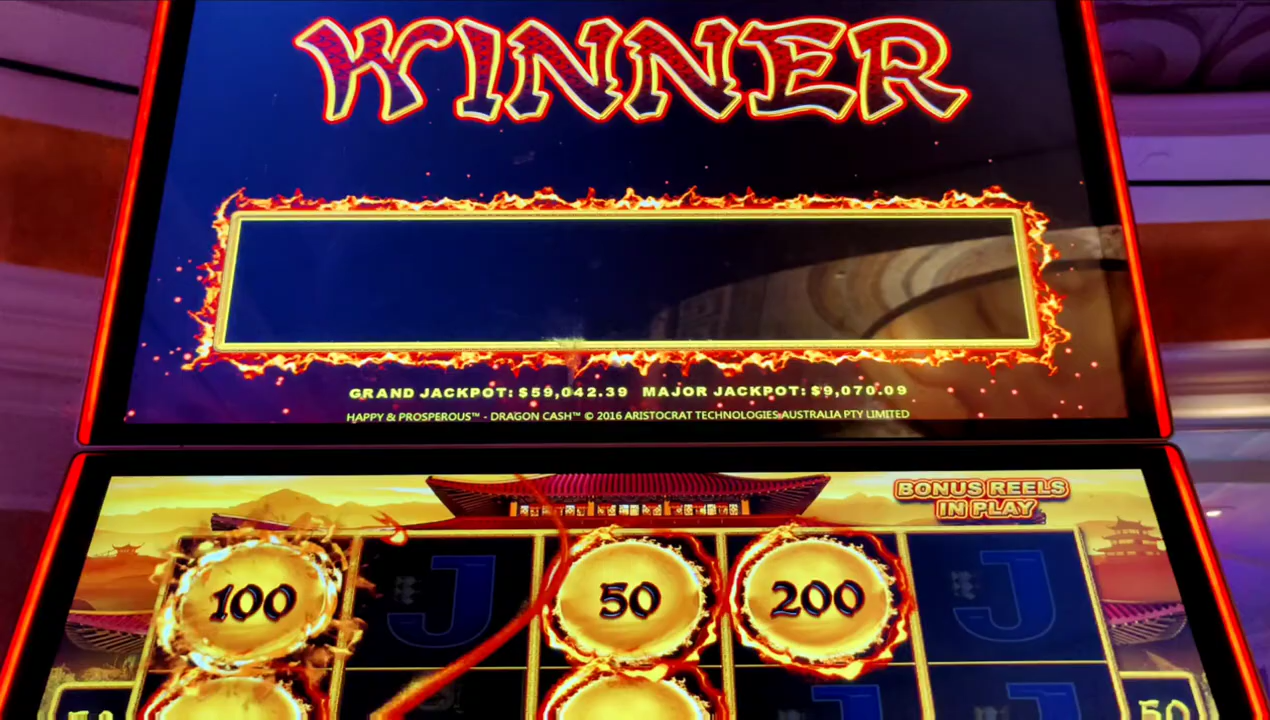 WINNER
GRAND JACKPOT: $59,042.39 MAJOR JACKPOT: $9,070.09
HAPPY & PROSPEROUS™ - DRAGON CASH™ © 2016 ARISTOCRAT TECHNOLOGIES AUSTRALIA PTY LIMITED
BONUS REELS
IN PLAY
100 J 50 200 J
50